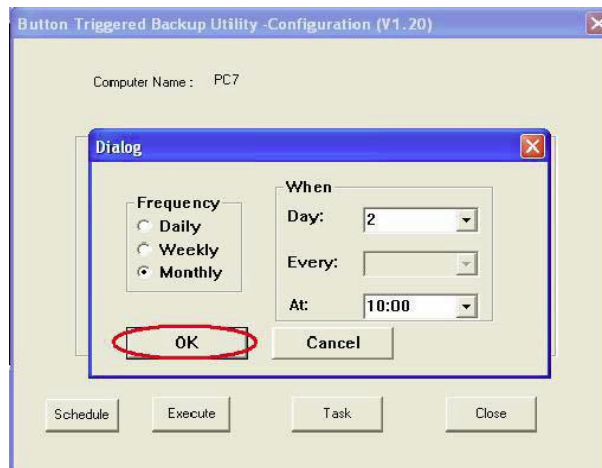 Button Triggered Backup Utility -Configuration (V1.20)
Computer Name : PC7
Dialog
Frequency
Daily
Weekly
Monthly
When
Day: 2
Every:
At: 10:00
OK Cancel
Schedule Execute Task Close